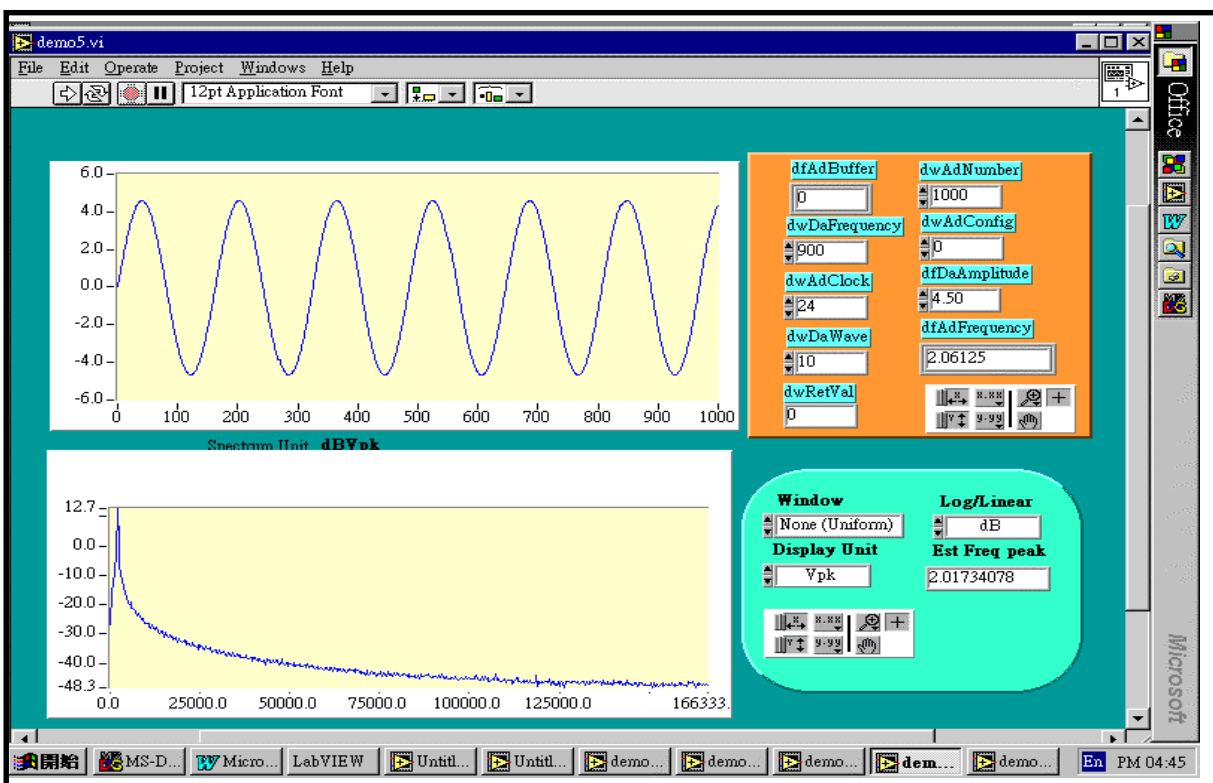 demo5.vi
File Edit Operate Project Windows Help
12pt Application Font
1
Office
6.0
4.0
2.0
0.0
-2.0
-4.0
-6.0
0 100 200 300 400 500 600 700 800 900 1000
dfAdBuffer
0
dwAdNumber
1000
dwDaFrequency
900
dwAdConfig
0
dwAdClock
24
dfDaAmplitude
4.50
dwDaWave
10
dfAdFrequency
2.06125
dwRetVal
0
x.xx
y.yy
Spectrum Unit dBVpk
12.7
0.0
-10.0
-20.0
-30.0
-40.0
-48.3
0.0 25000.0 50000.0 75000.0 100000.0 125000.0 166333.
Window
None (Uniform)
Log/Linear
dB
Display Unit
Vpk
Est Freq peak
2.01734078
x.xx
y.yy
Microsoft
開始 MS-D... Micro... LabVIEW Untitl... Untitl... demo... demo... demo... dem... demo... En PM 04:45